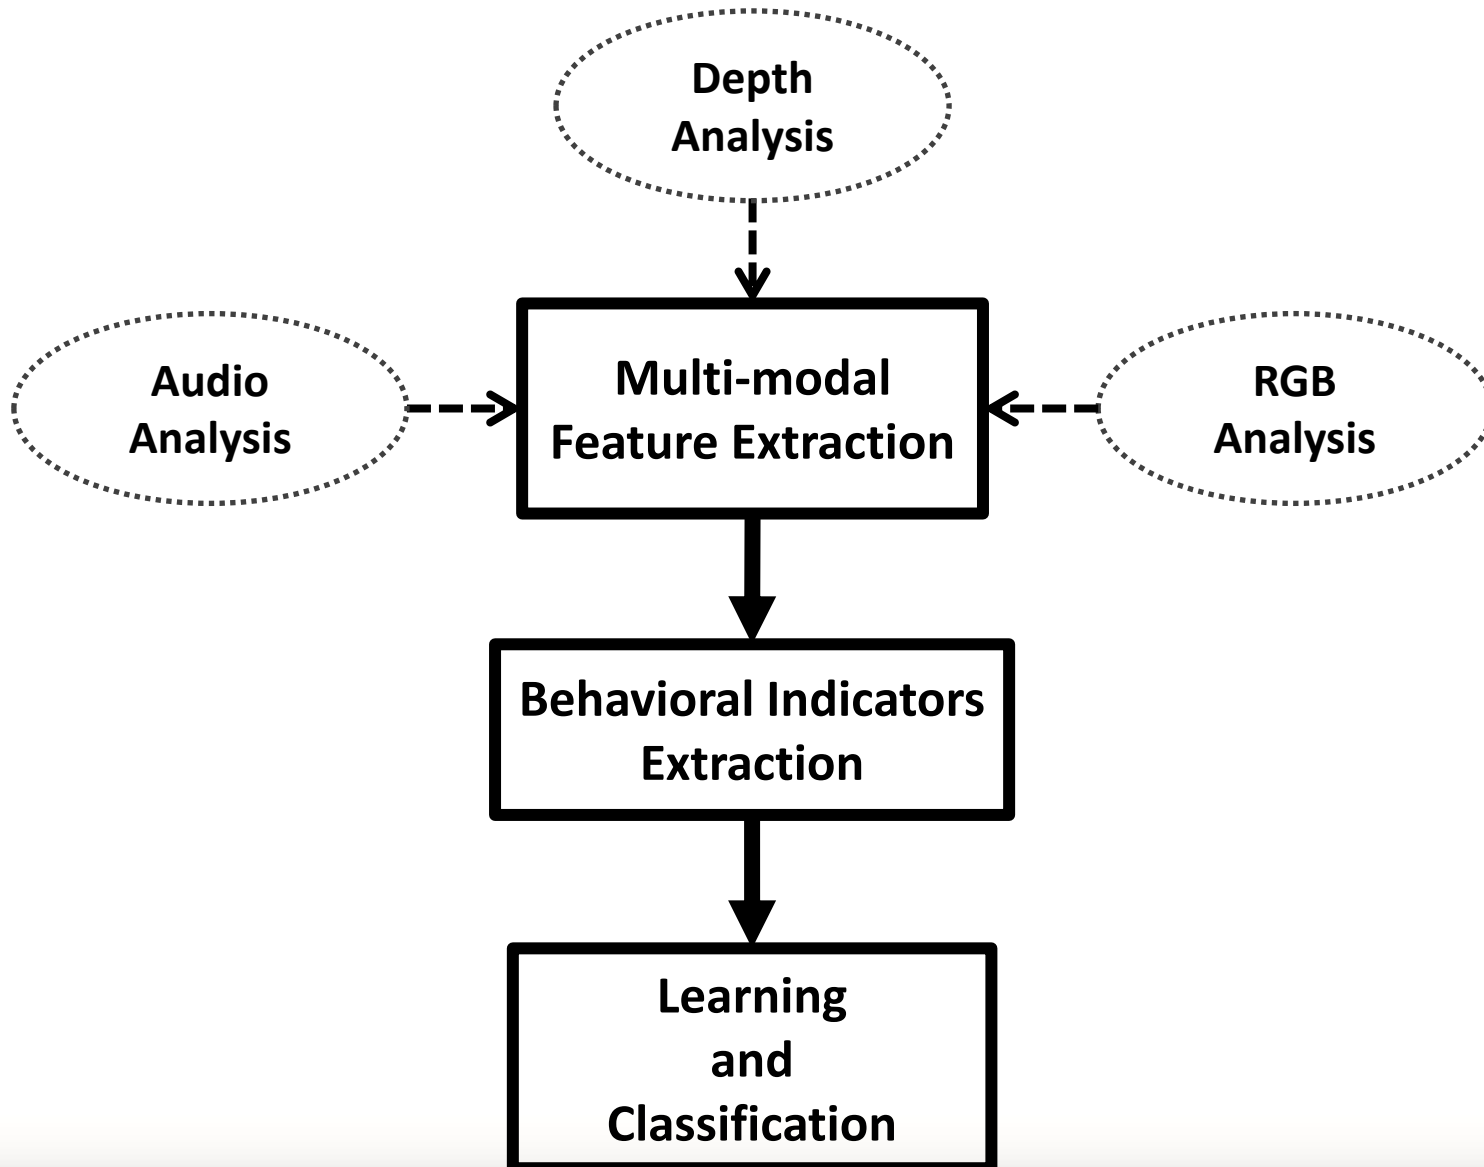 Depth
Analysis
Audio
Analysis
Multi-modal
Feature Extraction
RGB
Analysis
Behavioral Indicators
Extraction
Learning
and
Classification